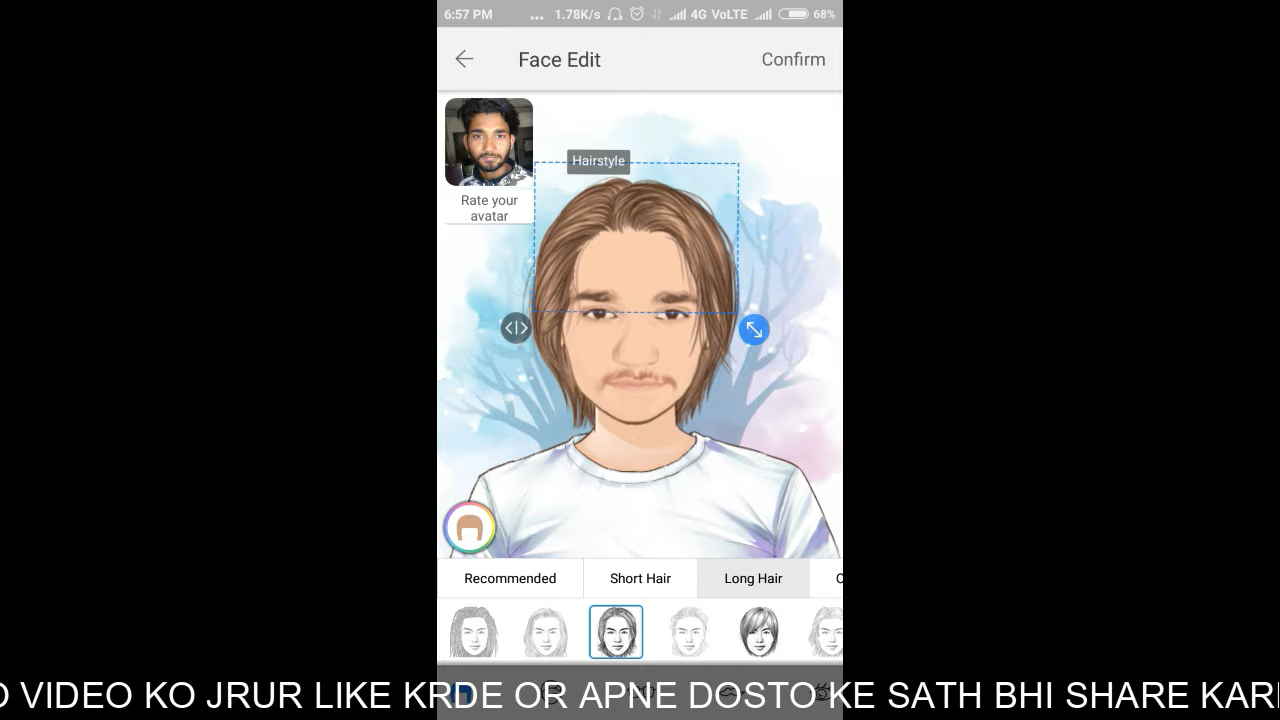 6:57 PM ... 1.78K/s 4G VoLTE 68%
Face Edit Confirm
Hairstyle
Rate your
avatar
Recommended Short Hair Long Hair
VIDEO KO JRUR LIKE KRDE OR APNE DOSTO KE SATH BHI SHARE